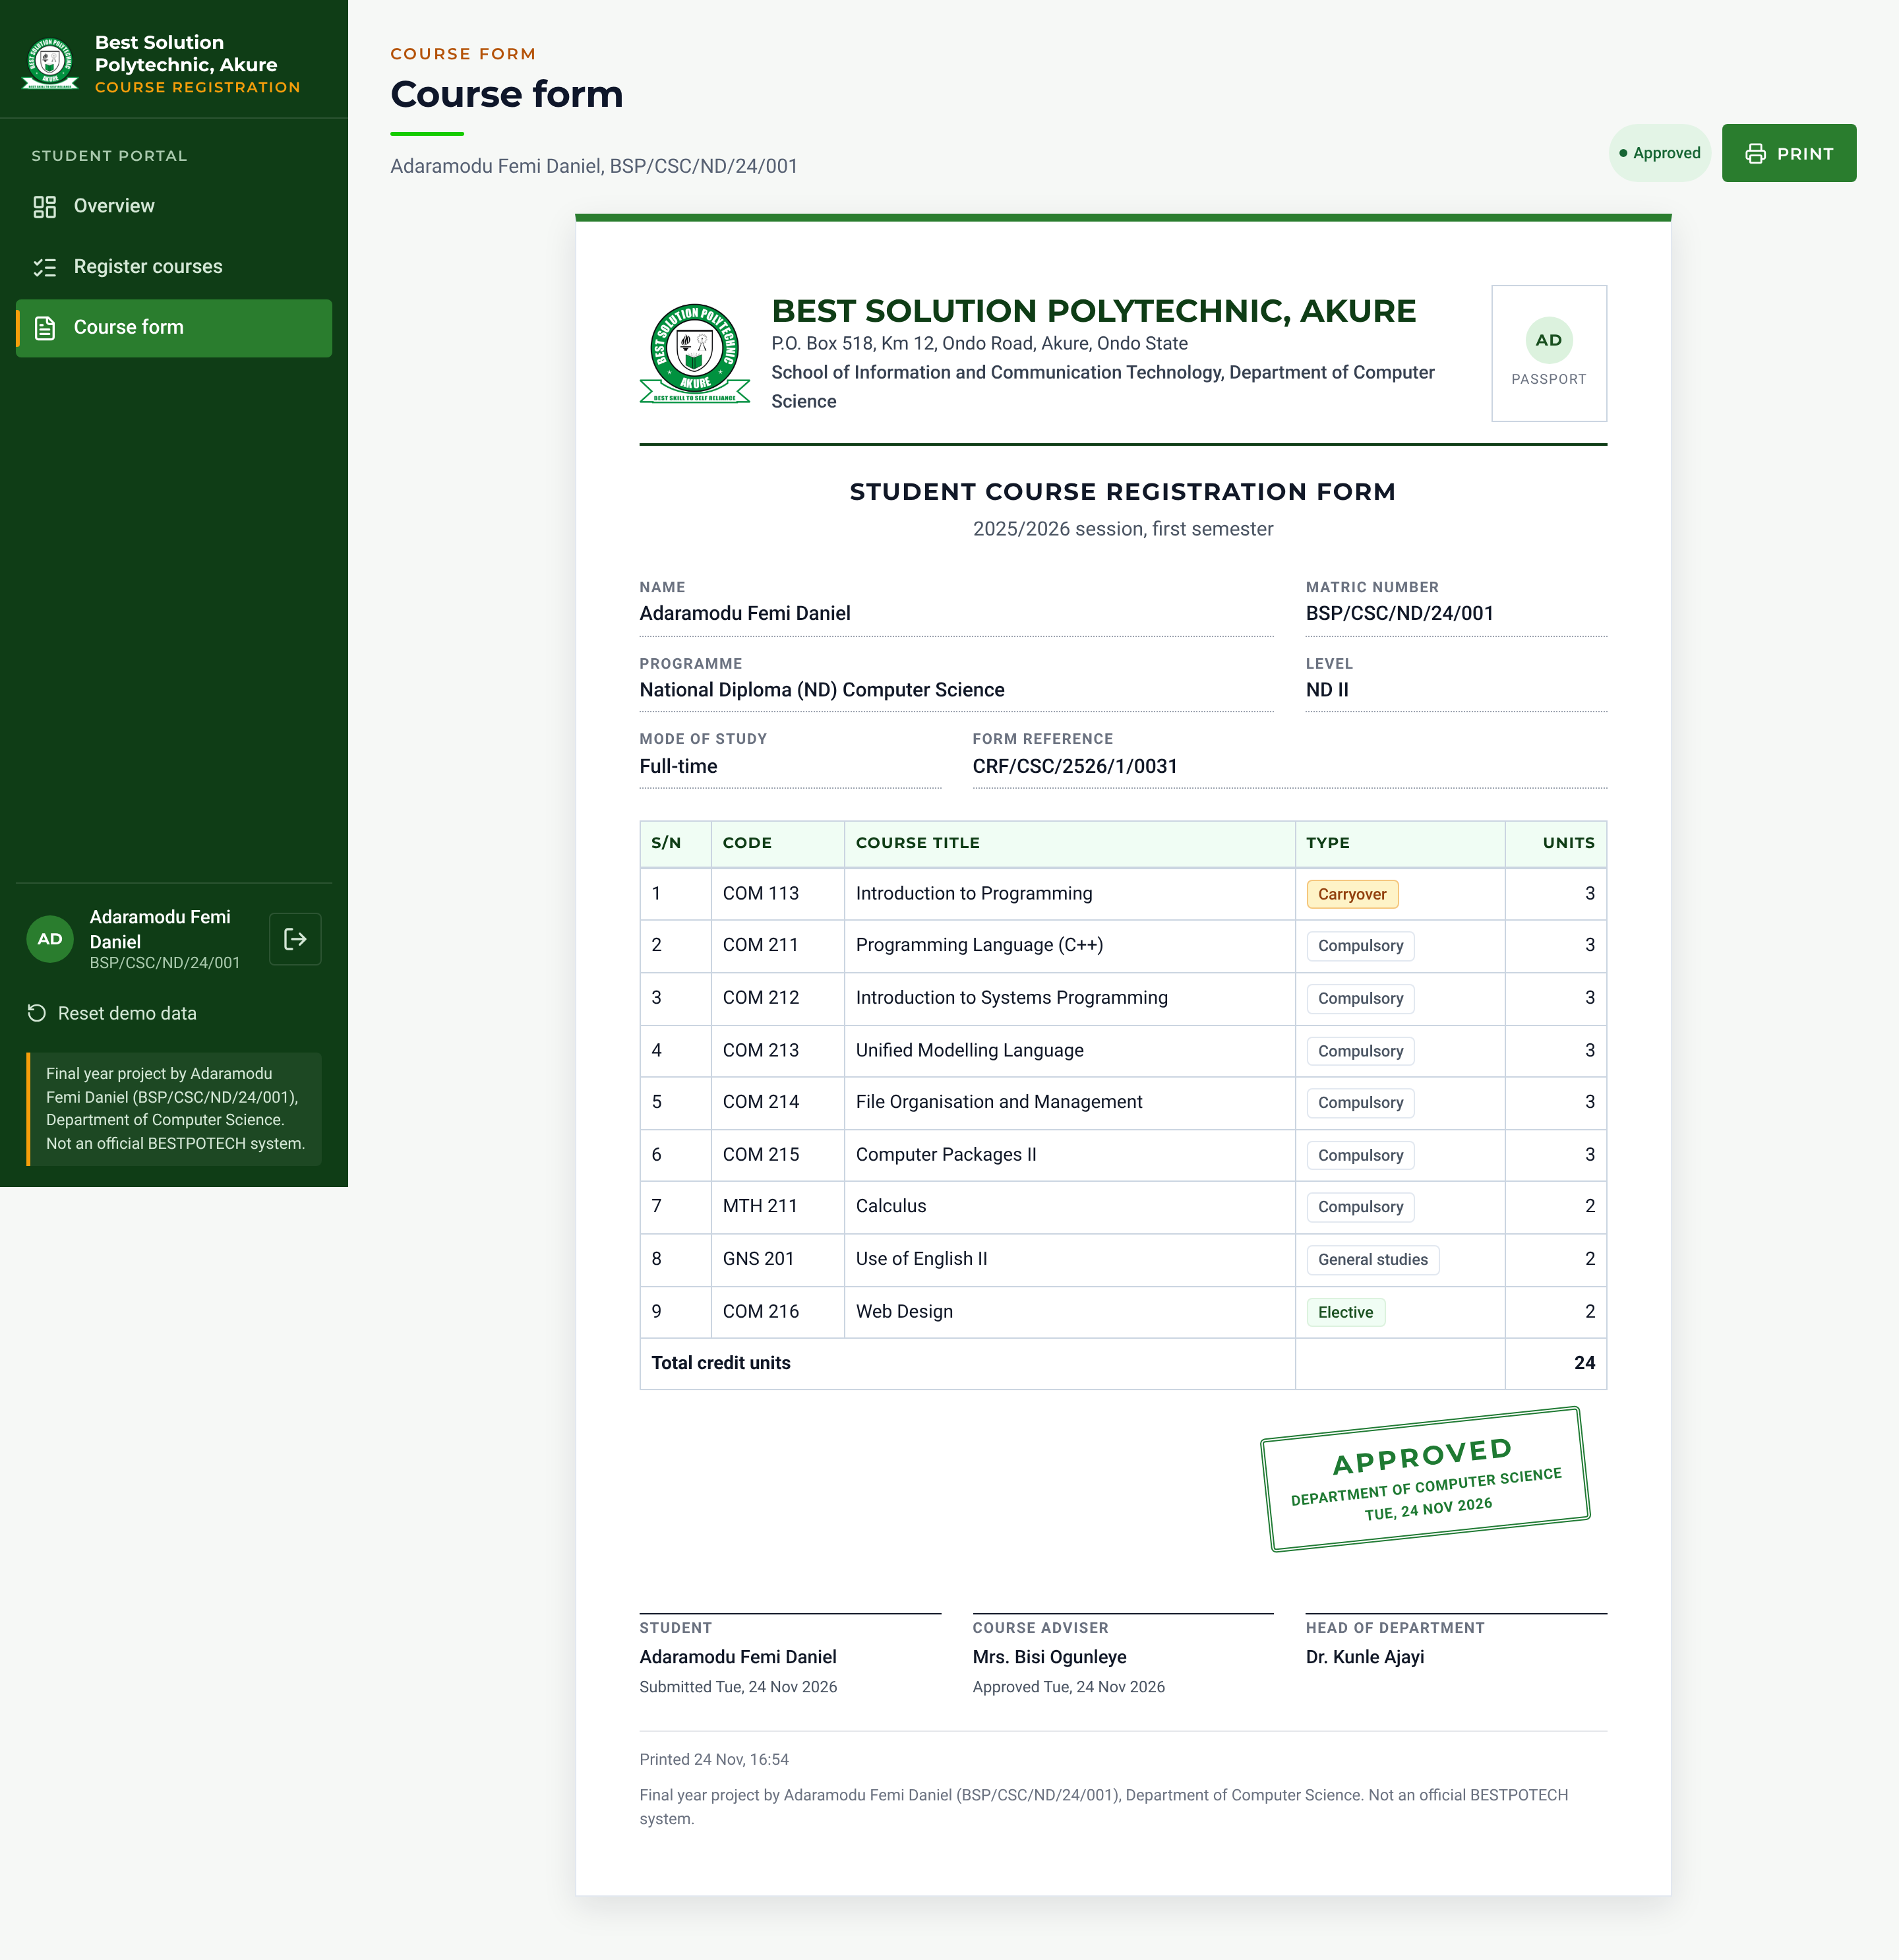 Best Solution
Polytechnic, Akure
COURSE REGISTRATION
STUDENT PORTAL
Overview
Register courses
Course form
AD
Adaramodu Femi
Daniel
BSP/CSC/ND/24/001
Reset demo data
Final year project by Adaramodu
Femi Daniel (BSP/CSC/ND/24/001),
Department of Computer Science.
Not an official BESTPOTECH system.
COURSE FORM
Course form
Adaramodu Femi Daniel, BSP/CSC/ND/24/001
Approved
PRINT
BEST SOLUTION POLYTECHNIC
AKURE
BEST SKILL TO SELF RELIANCE
BEST SOLUTION POLYTECHNIC, AKURE
P.O. Box 518, Km 12, Ondo Road, Akure, Ondo State
School of Information and Communication Technology, Department of Computer
Science
AD
PASSPORT
STUDENT COURSE REGISTRATION FORM
2025/2026 session, first semester
NAME MATRIC NUMBER
Adaramodu Femi Daniel BSP/CSC/ND/24/001
PROGRAMME LEVEL
National Diploma (ND) Computer Science ND II
MODE OF STUDY FORM REFERENCE
Full-time CRF/CSC/2526/1/0031
S/N CODE COURSE TITLE TYPE UNITS
1 COM 113 Introduction to Programming Carryover 3
2 COM 211 Programming Language (C++) Compulsory 3
3 COM 212 Introduction to Systems Programming Compulsory 3
4 COM 213 Unified Modelling Language Compulsory 3
5 COM 214 File Organisation and Management Compulsory 3
6 COM 215 Computer Packages II Compulsory 3
7 MTH 211 Calculus Compulsory 2
8 GNS 201 Use of English II General studies 2
9 COM 216 Web Design Elective 2
Total credit units 24
APPROVED
DEPARTMENT OF COMPUTER SCIENCE
TUE, 24 NOV 2026
STUDENT COURSE ADVISER HEAD OF DEPARTMENT
Adaramodu Femi Daniel Mrs. Bisi Ogunleye Dr. Kunle Ajayi
Submitted Tue, 24 Nov 2026 Approved Tue, 24 Nov 2026
Printed 24 Nov, 16:54
Final year project by Adaramodu Femi Daniel (BSP/CSC/ND/24/001), Department of Computer Science. Not an official BESTPOTECH
system.